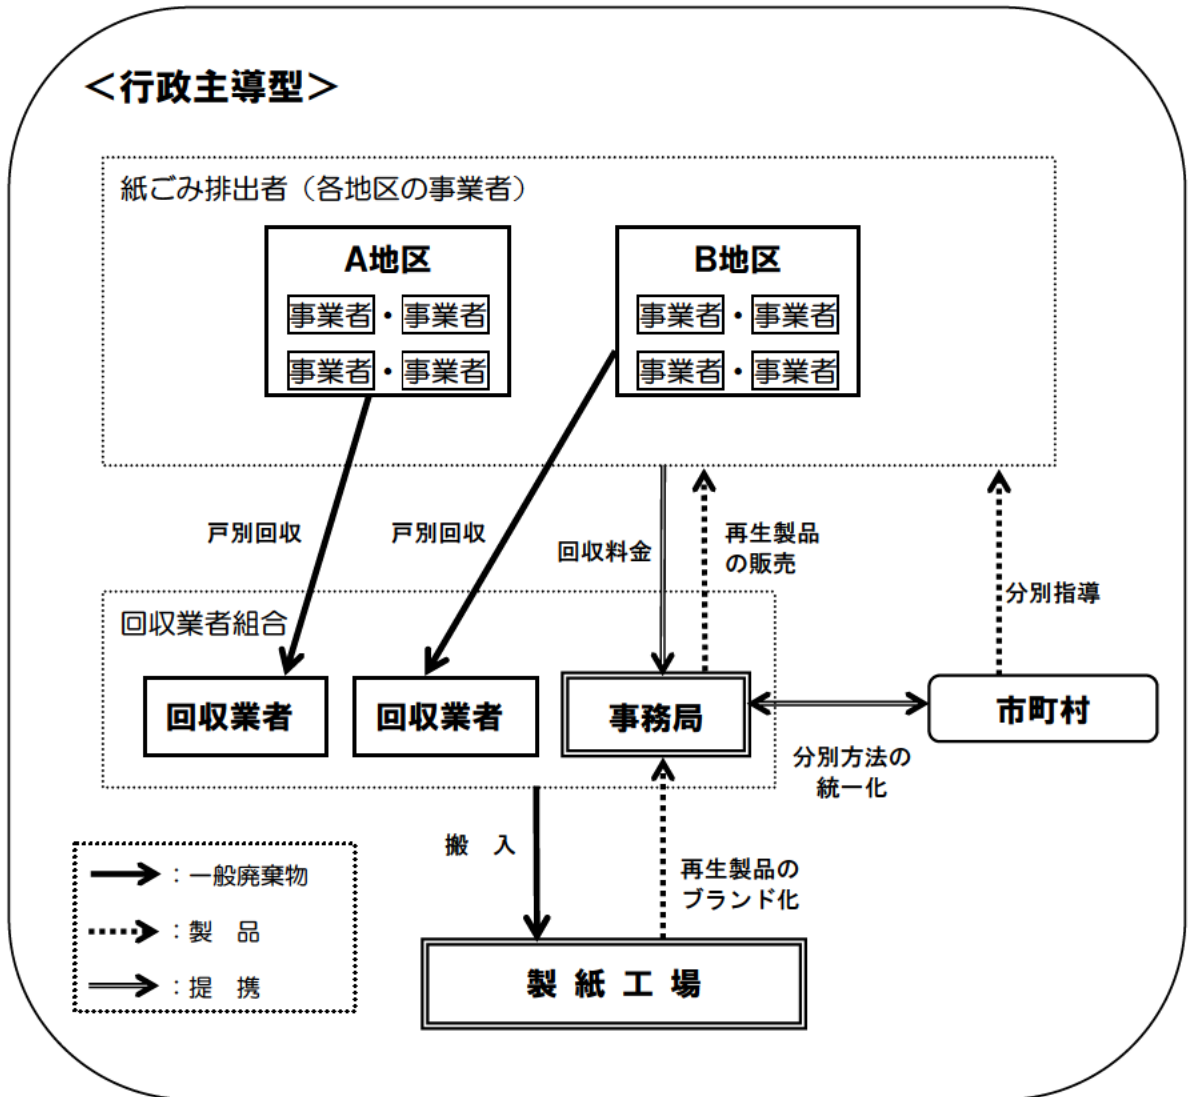 ＜行政主導型＞
紙ごみ排出者（各地区の事業者）
A地区
事業者・事業者
事業者・事業者
B地区
事業者・事業者
事業者・事業者
戸別回収
戸別回収
回収料金
再生製品
の販売
分別指導
回収業者組合
回収業者
回収業者
事務局
市町村
分別方法の
統一化
搬　入
再生製品の
ブランド化
製 紙 工 場
：一般廃棄物
：製　品
：提　携